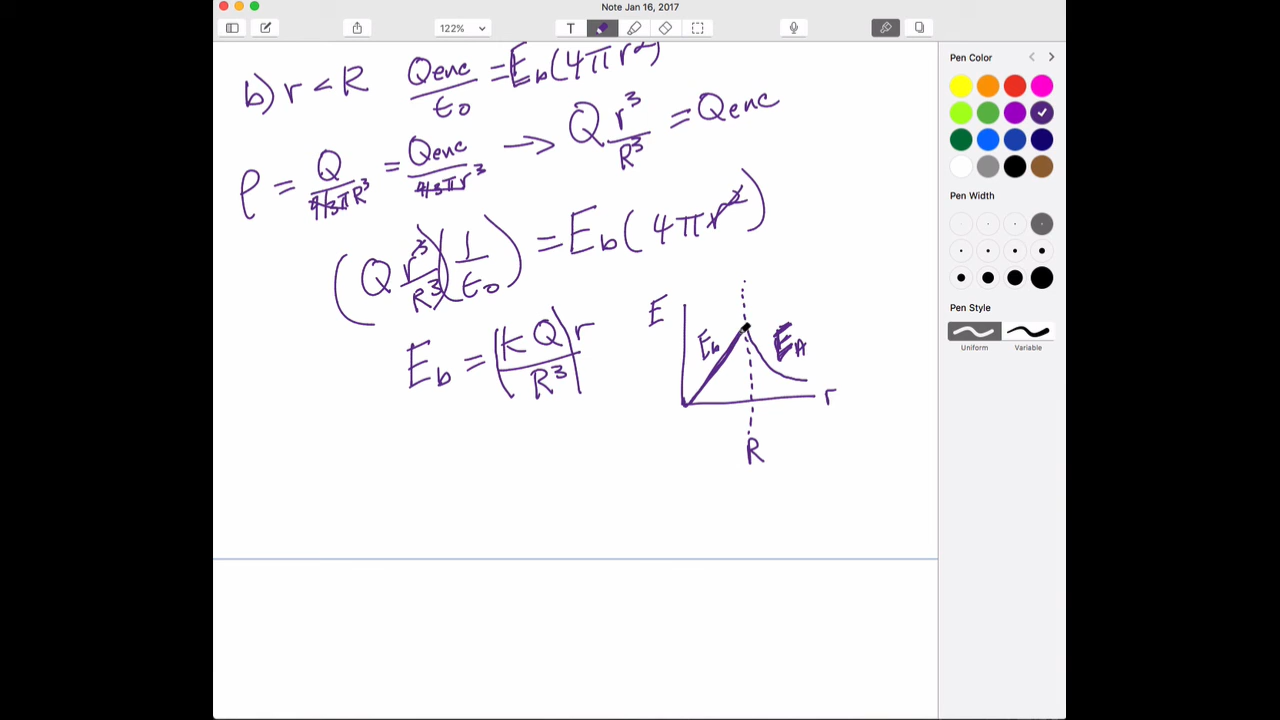 Note Jan 16, 2017
122%
T
b) r < R Qenc/ε0 = Eb(4πr²)
ρ = Q/(4/3πR³) = Qenc/(4/3πr³) → Q r³/R³ = Qenc
(Q r³/R³)(1/ε0) = Eb(4πr²)
Eb = (kQ/R³) r
E
Eb
EA
r
R
Pen Color
Pen Width
Pen Style
Uniform
Variable